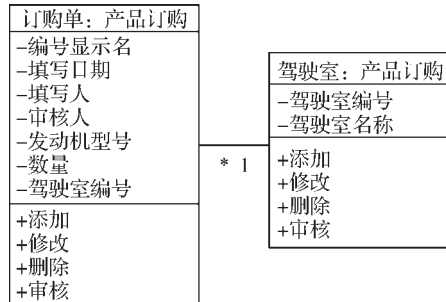 订购单：产品订购
–编号显示名
–填写日期
–填写人
–审核人
–发动机型号
–数量
–驾驶室编号
+添加
+修改
+删除
+审核
* 1
驾驶室：产品订购
–驾驶室编号
–驾驶室名称
+添加
+修改
+删除
+审核